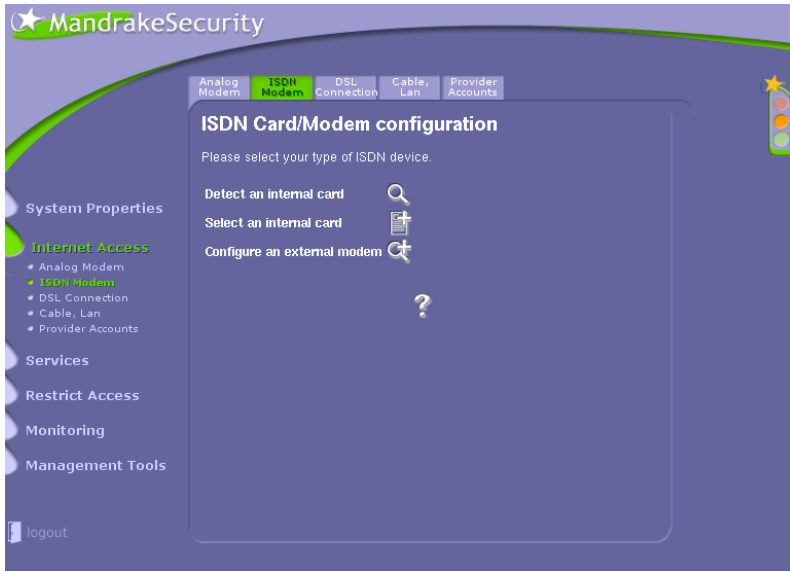 MandrakeSecurity
Analog Modem
ISDN Modem
DSL Connection
Cable, Lan
Provider Accounts
ISDN Card/Modem configuration
Please select your type of ISDN device.
Detect an internal card
Select an internal card
Configure an external modem
?
System Properties
Internet Access
Analog Modem
ISDN Modem
DSL Connection
Cable, Lan
Provider Accounts
Services
Restrict Access
Monitoring
Management Tools
logout